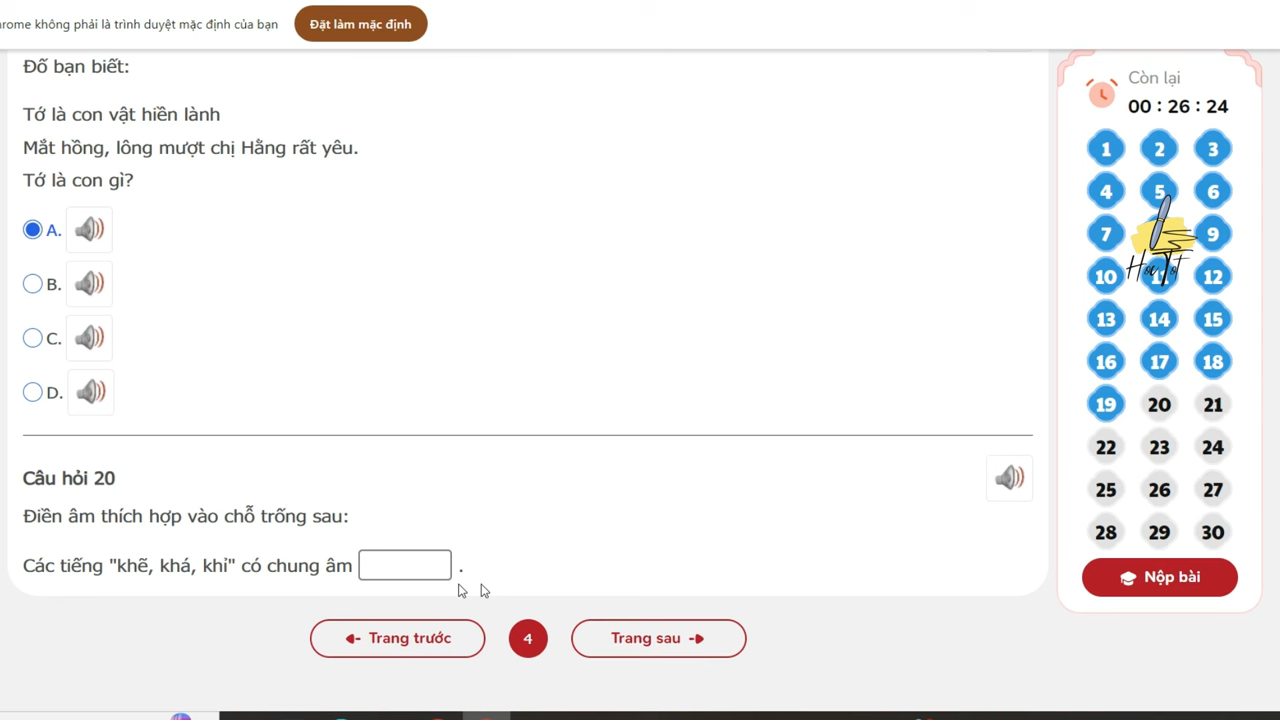 rome không phải là trình duyệt mặc định của bạn
Đặt làm mặc định
Đố bạn biết:
Tớ là con vật hiền lành
Mắt hồng, lông mượt chị Hằng rất yêu.
Tớ là con gì?
A.
B.
C.
D.
Câu hỏi 20
Điền âm thích hợp vào chỗ trống sau:
Các tiếng "khẽ, khá, khỉ" có chung âm .
Trang trước
4
Trang sau
Còn lại
00 : 26 : 24
1 2 3
4 5 6
7 9
10 11 12
13 14 15
16 17 18
19 20 21
22 23 24
25 26 27
28 29 30
Học Tốt
Nộp bài